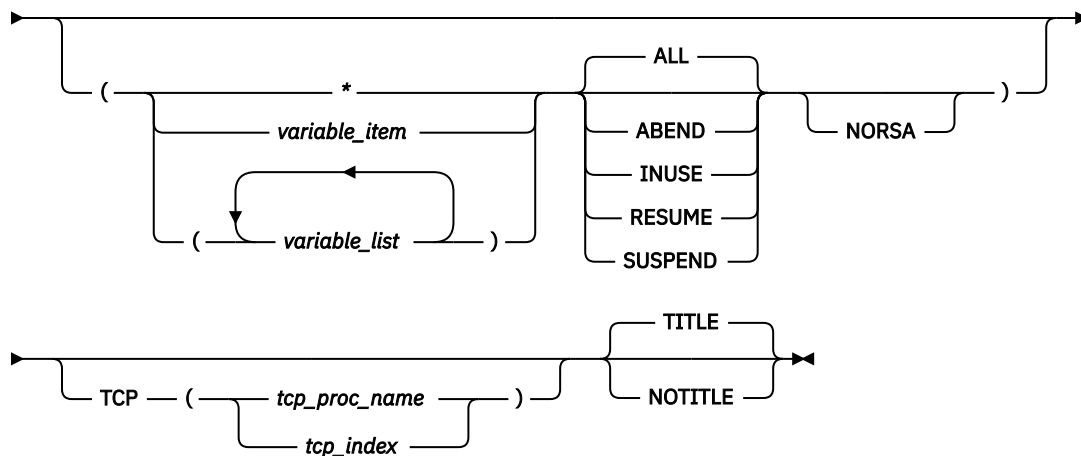 ALL
( * )
variable_item ABEND NORSA
INUSE
RESUME
( variable_list ) SUSPEND
TITLE
TCP ( tcp_proc_name ) NOTITLE
tcp_index